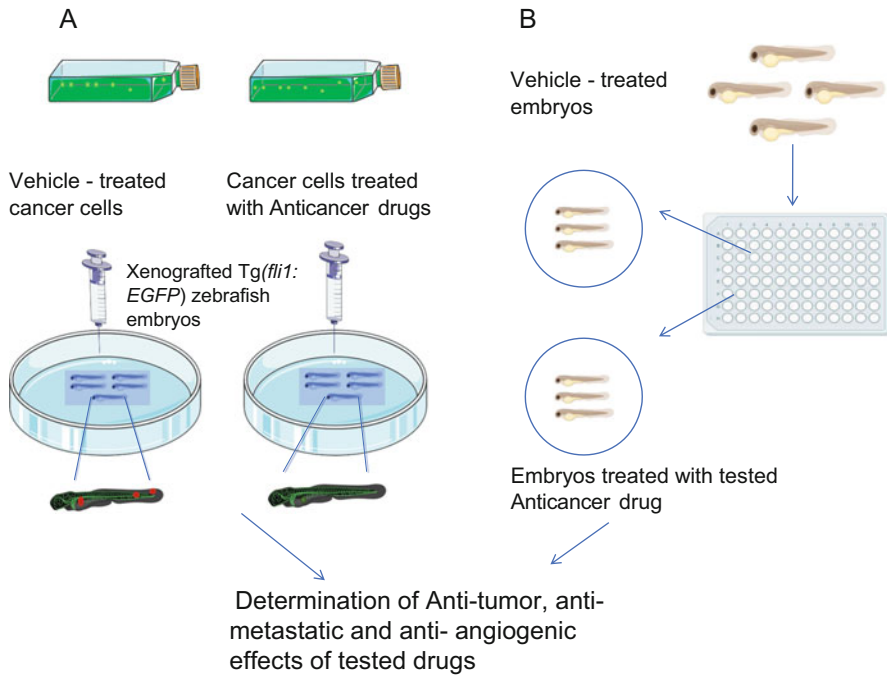 A
Vehicle - treated
cancer cells
Cancer cells treated
with Anticancer drugs
Xenografted Tg(fli1:
EGFP) zebrafish
embryos
B
Vehicle - treated
embryos
Embryos treated with tested
Anticancer drug
Determination of Anti-tumor, anti-
metastatic and anti- angiogenic
effects of tested drugs